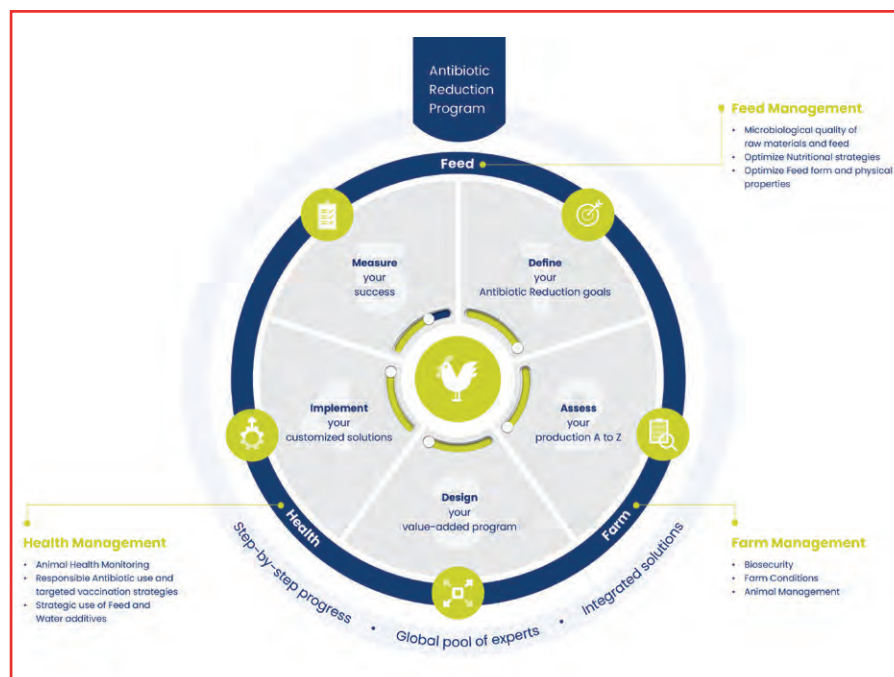 Antibiotic
Reduction
Program
Feed
Feed Management
• Microbiological quality of
raw materials and feed
• Optimize Nutritional strategies
• Optimize Feed form and physical
properties
Measure
your
success
Define
your
Antibiotic Reduction goals
Implement
your
customized solutions
Assess
your
production A to Z
Design
your
value-added program
Health
Farm
Health Management
• Animal Health Monitoring
• Responsible Antibiotic use and
targeted vaccination strategies
• Strategic use of Feed and
Water additives
Farm Management
• Biosecurity
• Farm Conditions
• Animal Management
Step-by-step progress • Global pool of experts • Integrated solutions